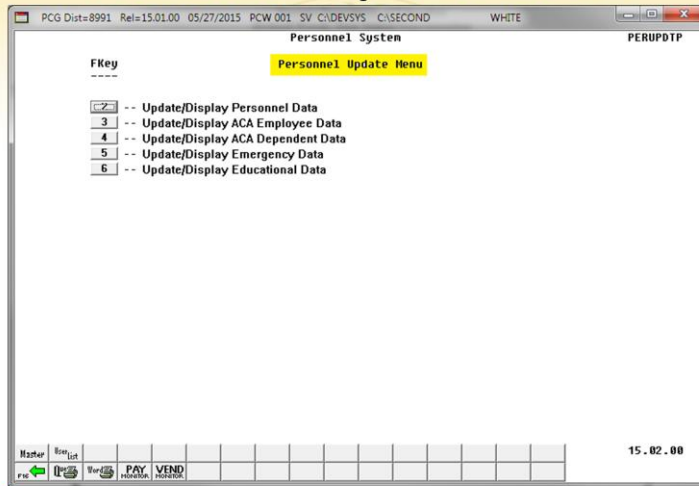 PCG Dist=8991 Rel=15.01.00 05/27/2015 PCW 001 SV C:\DEVSYS C:\SECOND WHITE
Personnel System PERUPDTP
FKey Personnel Update Menu
----
2 -- Update/Display Personnel Data
3 -- Update/Display ACA Employee Data
4 -- Update/Display ACA Dependent Data
5 -- Update/Display Emergency Data
6 -- Update/Display Educational Data
Master User List 15.02.00
F16 Que Word PAY MONITOR VEND MONITOR